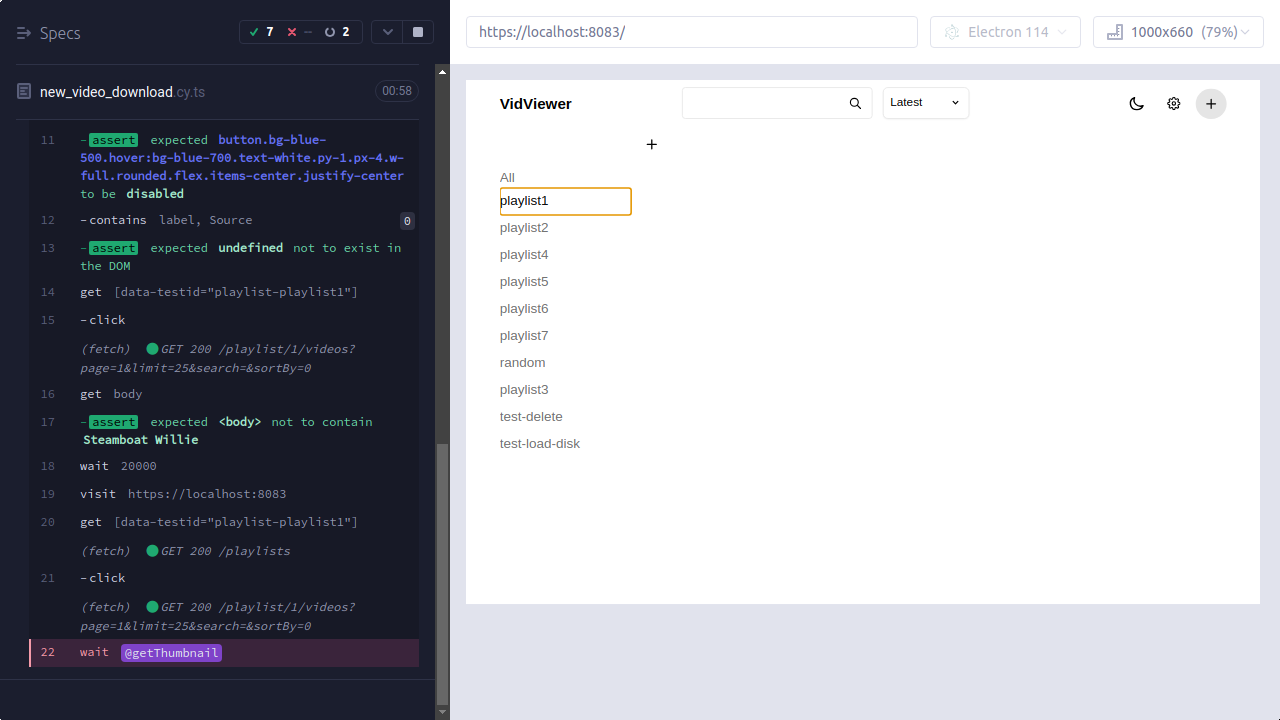 Specs
7
--
2
new_video_download.cy.ts
00:58
11 -assert expected button.bg-blue-
500.hover:bg-blue-700.text-white.py-1.px-4.w-
full.rounded.flex.items-center.justify-center
to be disabled
12 -contains label, Source 0
13 -assert expected undefined not to exist in
the DOM
14 get [data-testid="playlist-playlist1"]
15 -click
(fetch) GET 200 /playlist/1/videos?
page=1&limit=25&search=&sortBy=0
16 get body
17 -assert expected <body> not to contain
Steamboat Willie
18 wait 20000
19 visit https://localhost:8083
20 get [data-testid="playlist-playlist1"]
(fetch) GET 200 /playlists
21 -click
(fetch) GET 200 /playlist/1/videos?
page=1&limit=25&search=&sortBy=0
22 wait @getThumbnail
https://localhost:8083/
Electron 114
1000x660 (79%)
VidViewer
Latest
+
+
All
playlist1
playlist2
playlist4
playlist5
playlist6
playlist7
random
playlist3
test-delete
test-load-disk